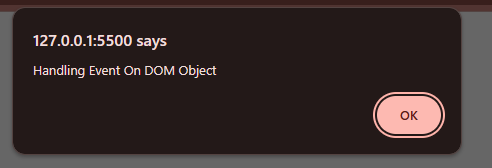 127.0.0.1:5500 says
Handling Event On DOM Object
OK